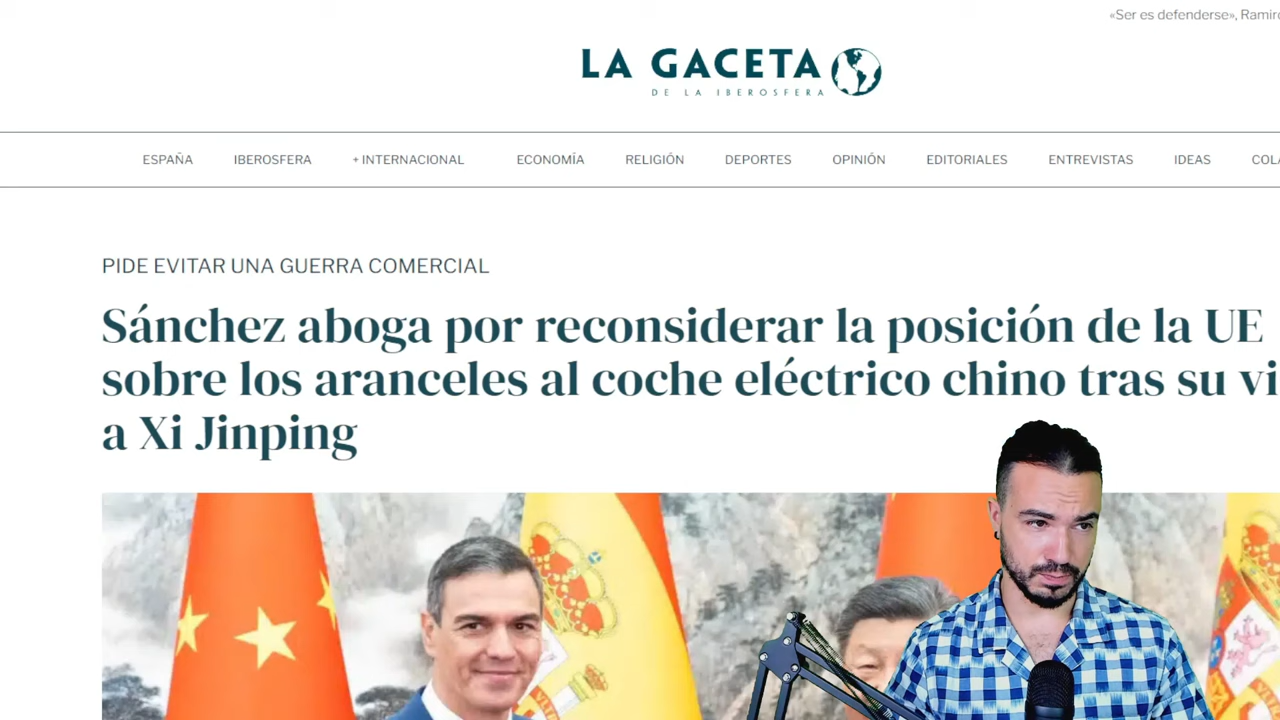 «Ser es defenderse», Ramiro
LA GACETA
DE LA IBEROSFERA
ESPAÑA IBEROSFERA + INTERNACIONAL ECONOMÍA RELIGIÓN DEPORTES OPINIÓN EDITORIALES ENTREVISTAS IDEAS
PIDE EVITAR UNA GUERRA COMERCIAL
Sánchez aboga por reconsiderar la posición de la UE
sobre los aranceles al coche eléctrico chino tras su
a Xi Jinping